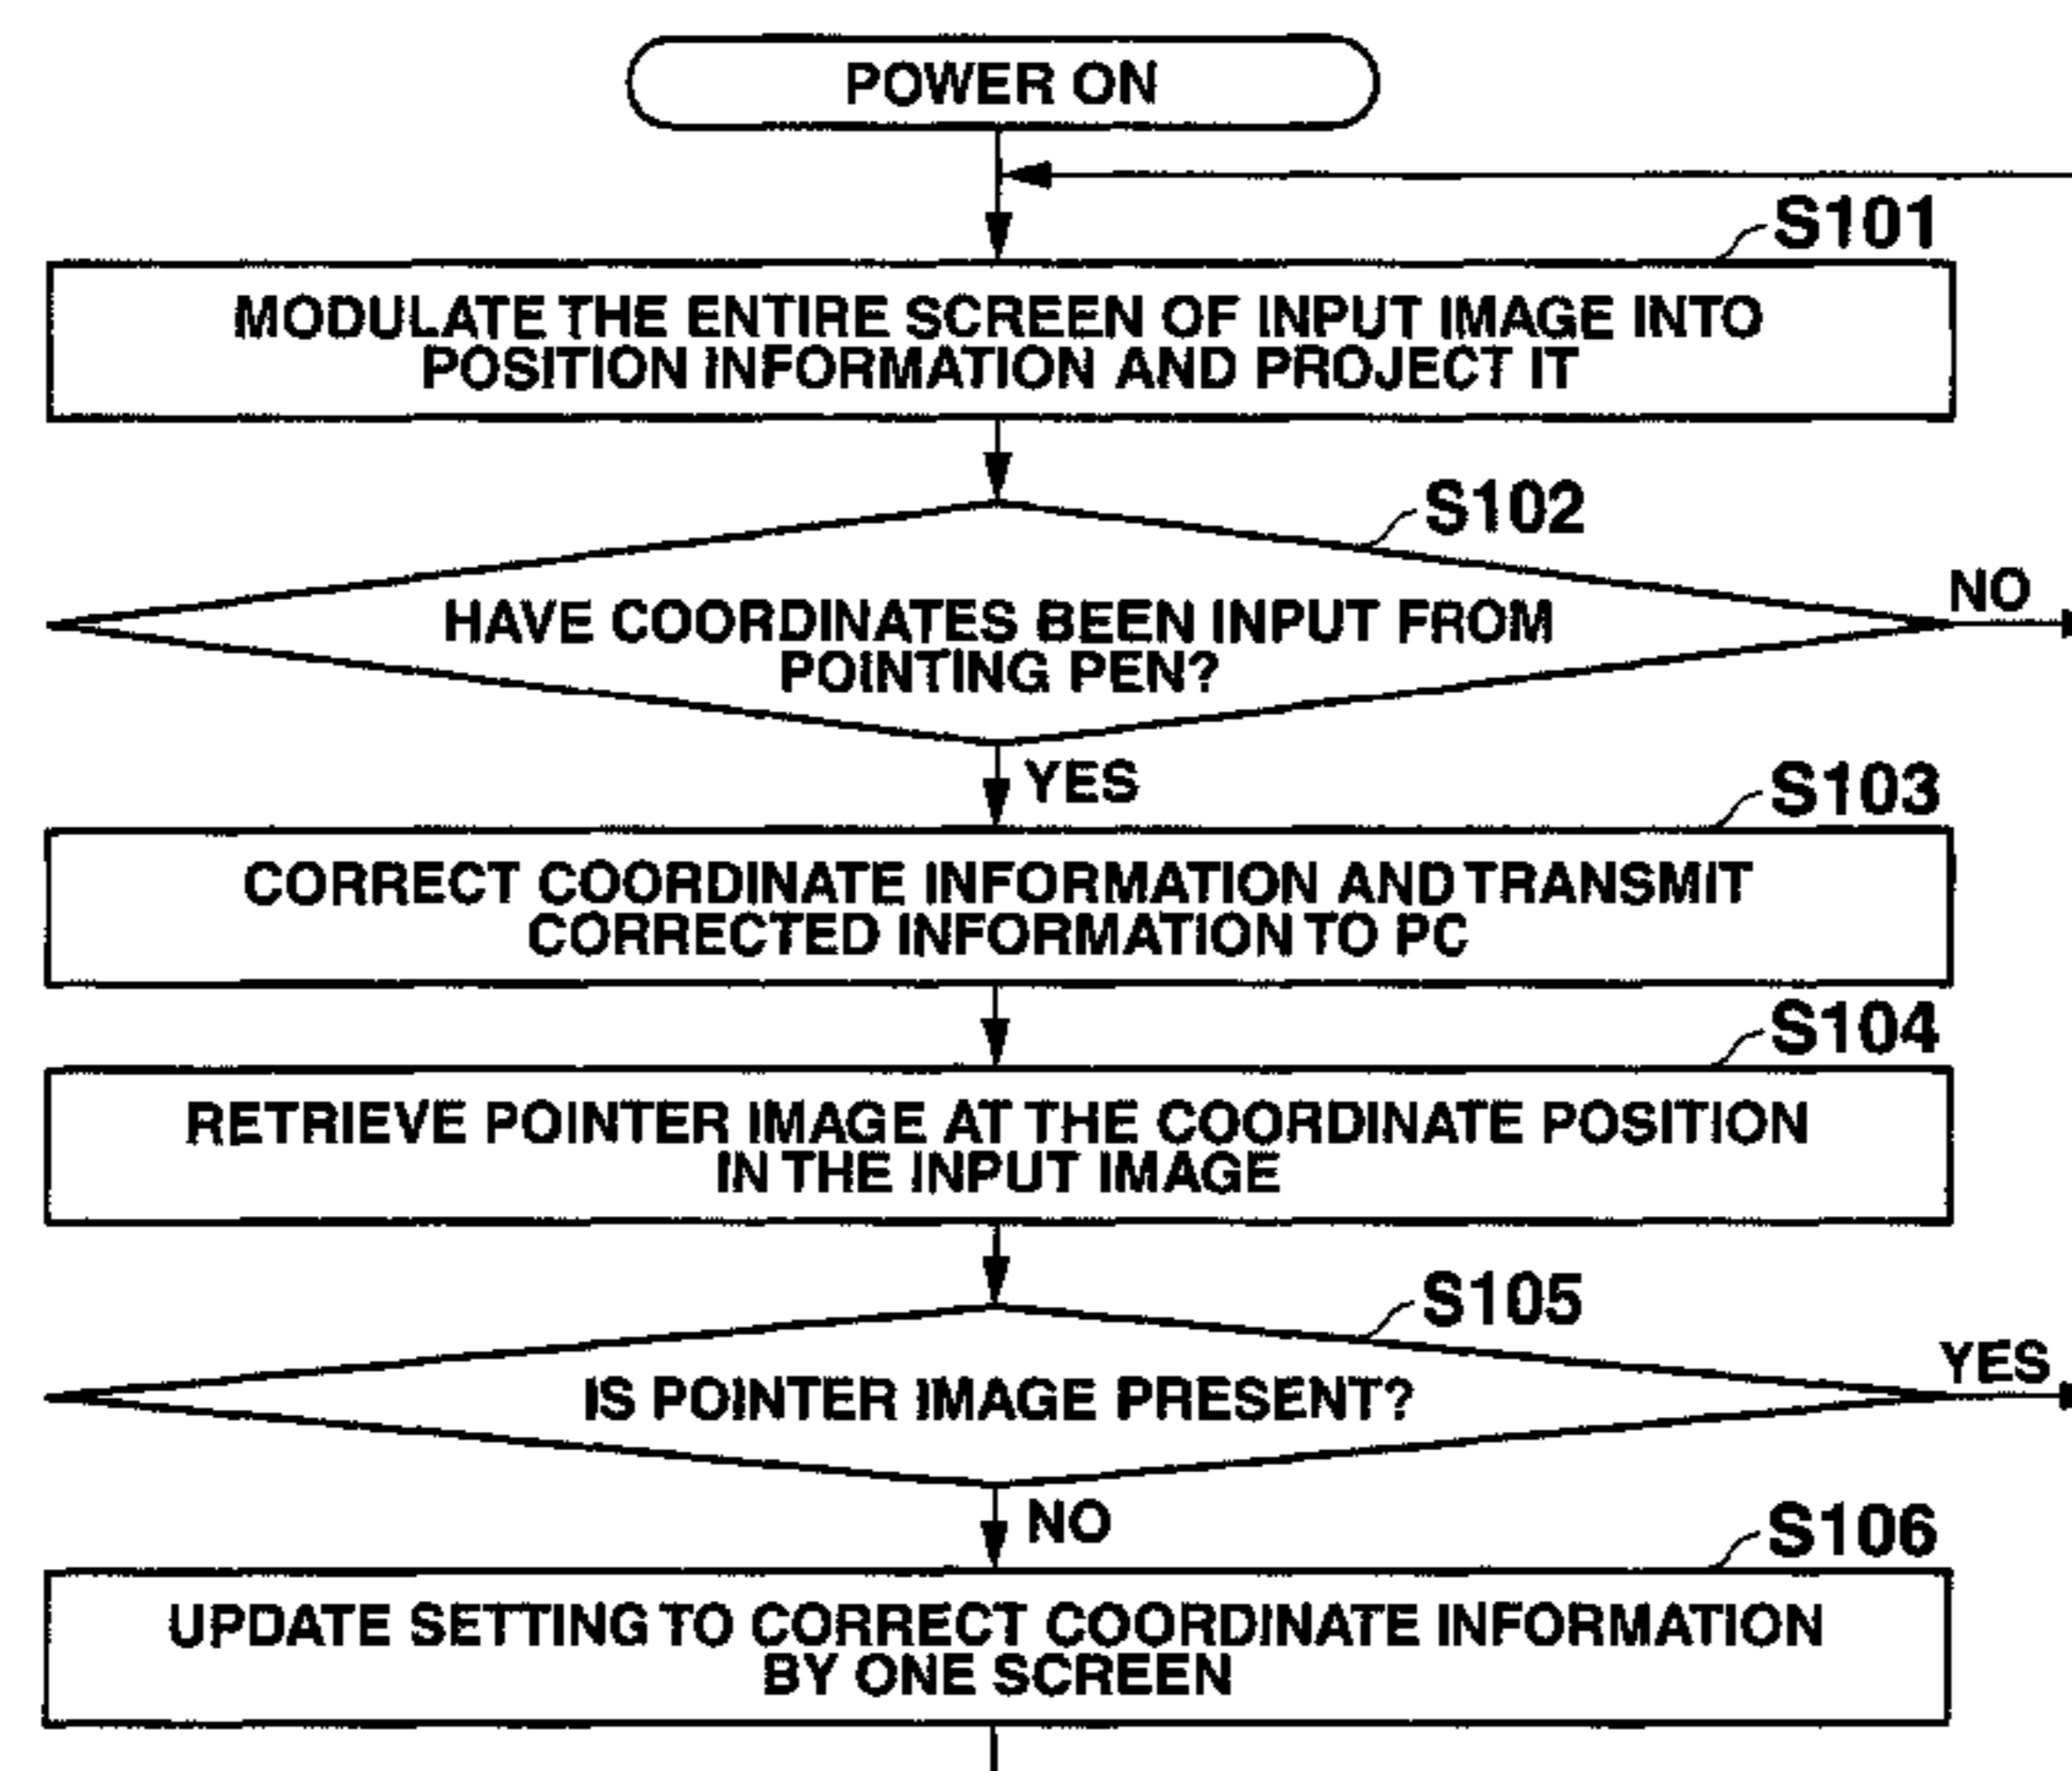 POWER ON
S101
MODULATE THE ENTIRE SCREEN OF INPUT IMAGE INTO
POSITION INFORMATION AND PROJECT IT
S102
NO
HAVE COORDINATES BEEN INPUT FROM
POINTING PEN?
YES
S103
CORRECT COORDINATE INFORMATION AND TRANSMIT
CORRECTED INFORMATION TO PC
S104
RETRIEVE POINTER IMAGE AT THE COORDINATE POSITION
IN THE INPUT IMAGE
S105
YES
IS POINTER IMAGE PRESENT?
NO
S106
UPDATE SETTING TO CORRECT COORDINATE INFORMATION
BY ONE SCREEN